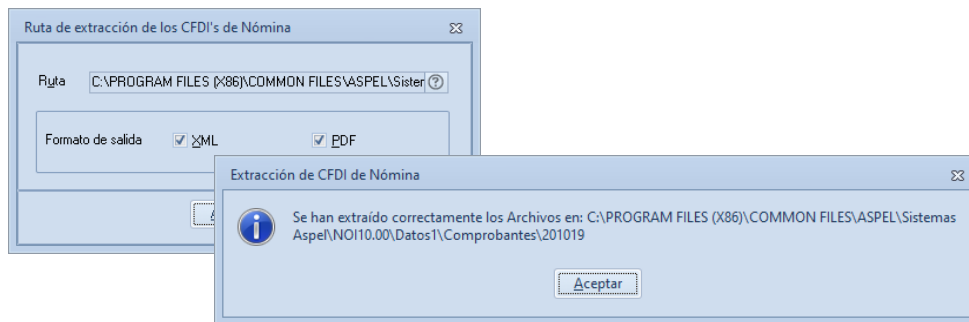 Ruta de extracción de los CFDI's de Nómina
Ruta C:\PROGRAM FILES (X86)\COMMON FILES\ASPEL\Sister
Formato de salida XML PDF
Extracción de CFDI de Nómina
Se han extraído correctamente los Archivos en: C:\PROGRAM FILES (X86)\COMMON FILES\ASPEL\Sistemas
Aspel\NOI10.00\Datos1\Comprobantes\201019
Aceptar